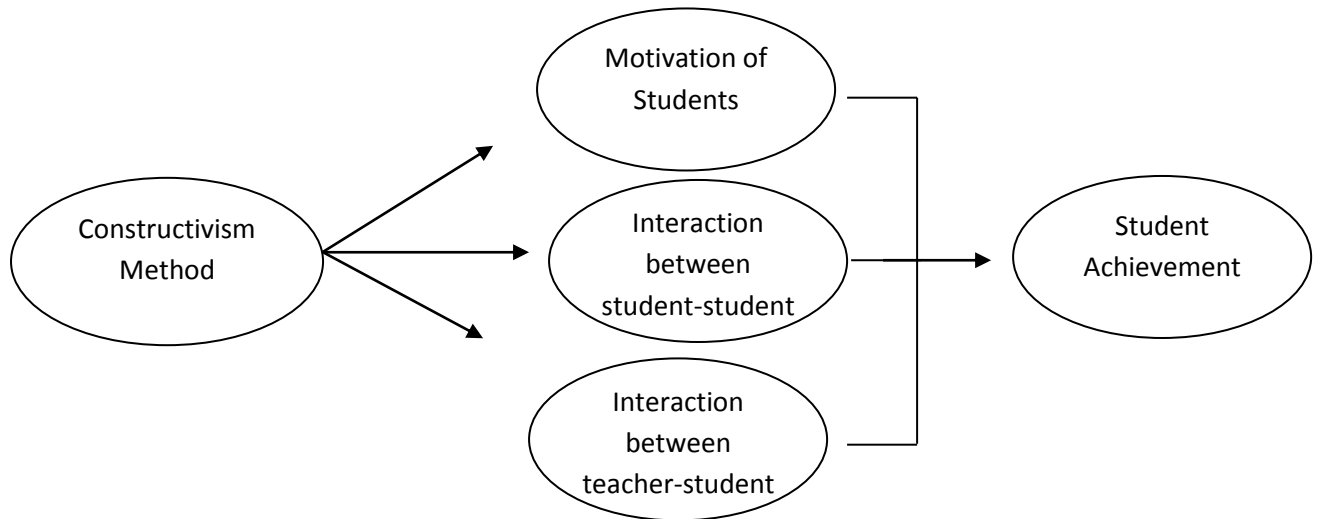 Constructivism
Method
Motivation of
Students
Interaction
between
student-student
Interaction
between
teacher-student
Student
Achievement